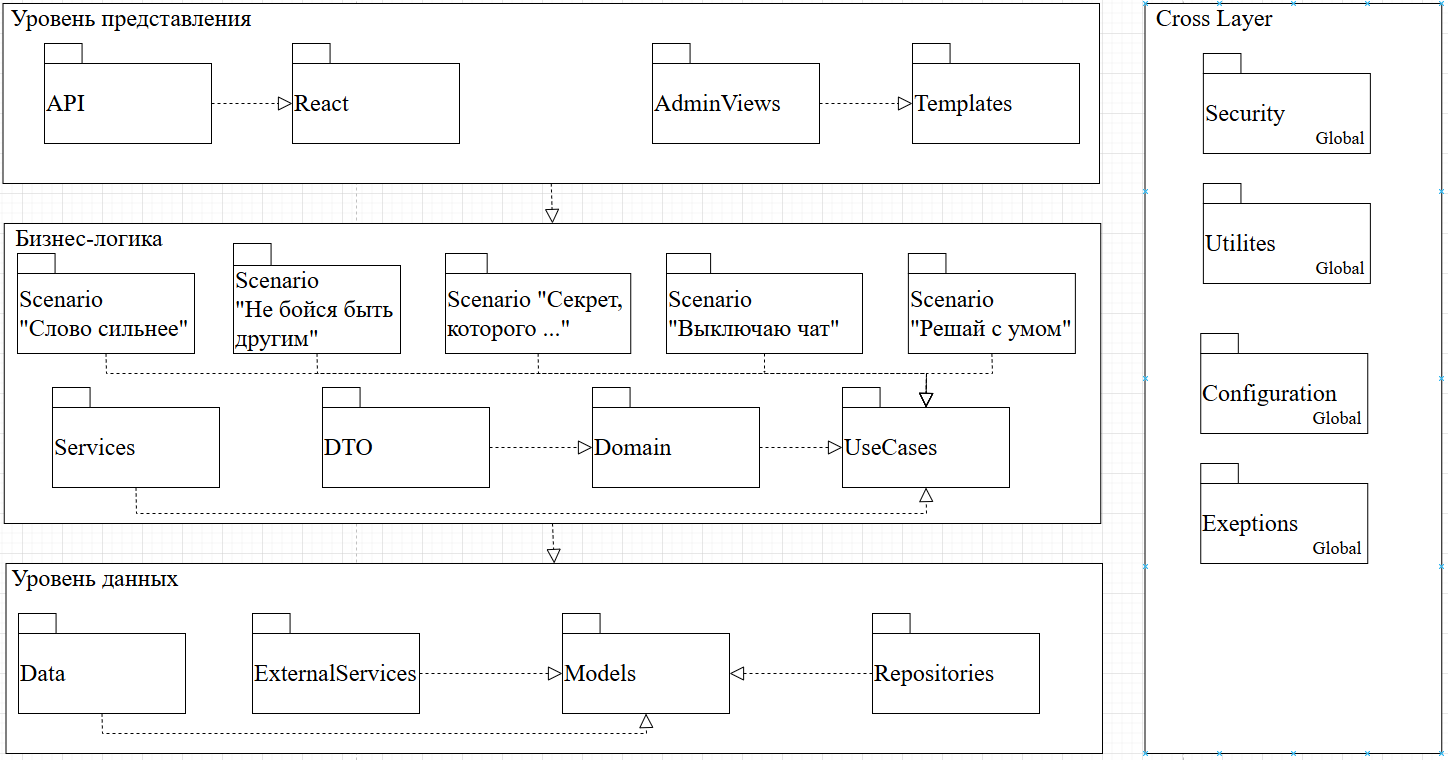 Уровень представления
API
React
AdminViews
Templates
Бизнес-логика
Scenario
"Слово сильнее"
Scenario
"Не бойся быть
другим"
Scenario "Секрет,
которого ..."
Scenario
"Выключаю чат"
Scenario
"Решай с умом"
Services
DTO
Domain
UseCases
Уровень данных
Data
ExternalServices
Models
Repositories
Cross Layer
Security
Global
Utilites
Global
Configuration
Global
Exeptions
Global